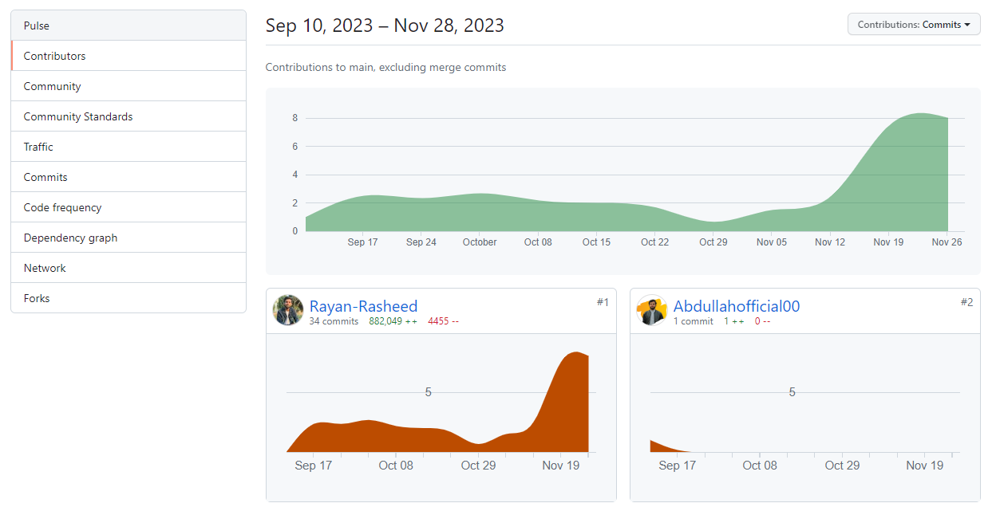 Pulse
Contributors
Community
Community Standards
Traffic
Commits
Code frequency
Dependency graph
Network
Forks
Sep 10, 2023 – Nov 28, 2023
Contributions: Commits
Contributions to main, excluding merge commits
8
6
4
2
0
Sep 17 Sep 24 October Oct 08 Oct 15 Oct 22 Oct 29 Nov 05 Nov 12 Nov 19 Nov 26
Rayan-Rasheed #1
34 commits 882,049 ++ 4455 --
5
Sep 17 Oct 08 Oct 29 Nov 19
Abdullahofficial00 #2
1 commit 1 ++ 0 --
5
Sep 17 Oct 08 Oct 29 Nov 19